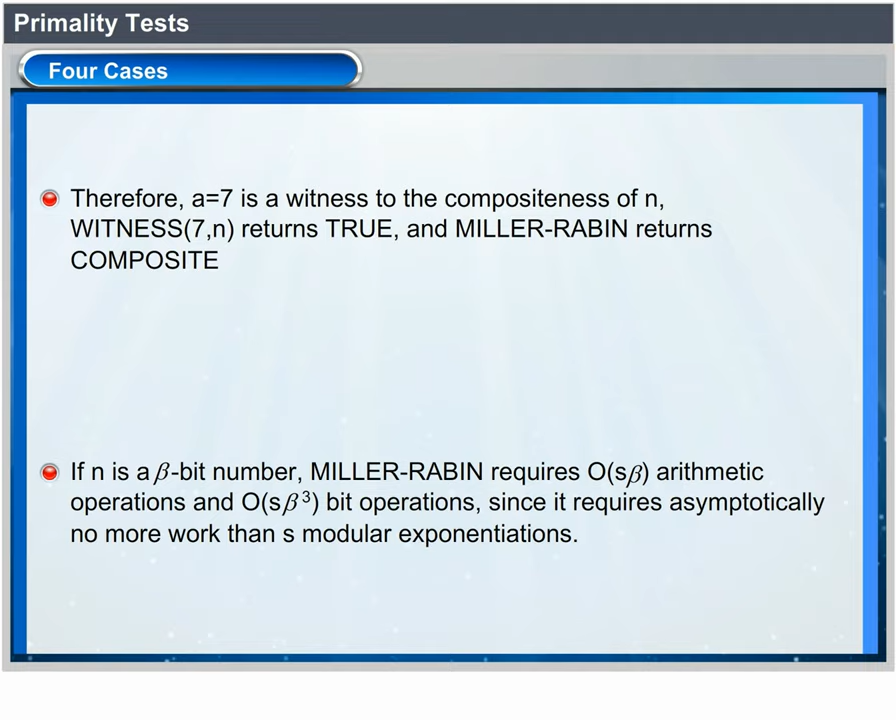 Primality Tests
Four Cases
Therefore, a=7 is a witness to the compositeness of n,
WITNESS(7,n) returns TRUE, and MILLER-RABIN returns
COMPOSITE
If n is a β-bit number, MILLER-RABIN requires O(sβ) arithmetic
operations and O(sβ³) bit operations, since it requires asymptotically
no more work than s modular exponentiations.